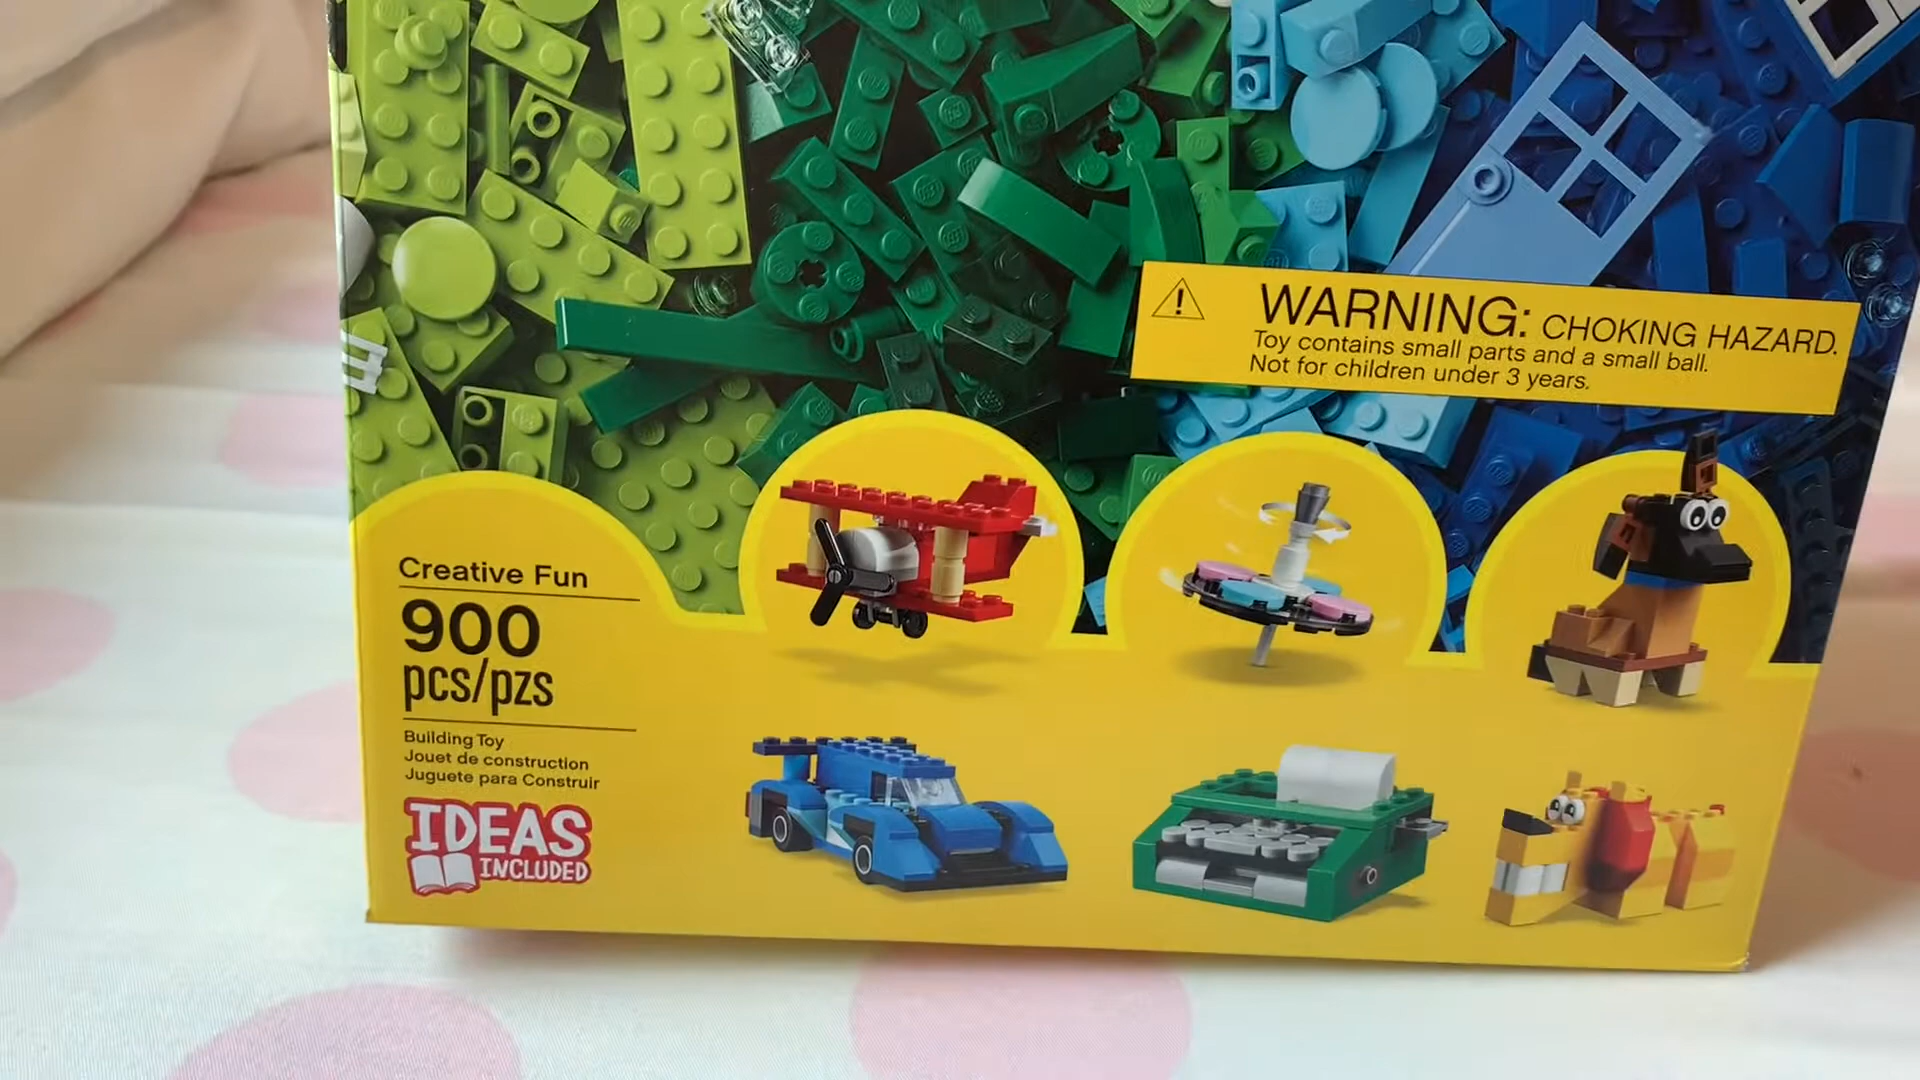 WARNING: CHOKING HAZARD.
Toy contains small parts and a small ball.
Not for children under 3 years.
Creative Fun
900
pcs/pzs
Building Toy
Jouet de construction
Juguete para Construir
IDEAS
INCLUDED